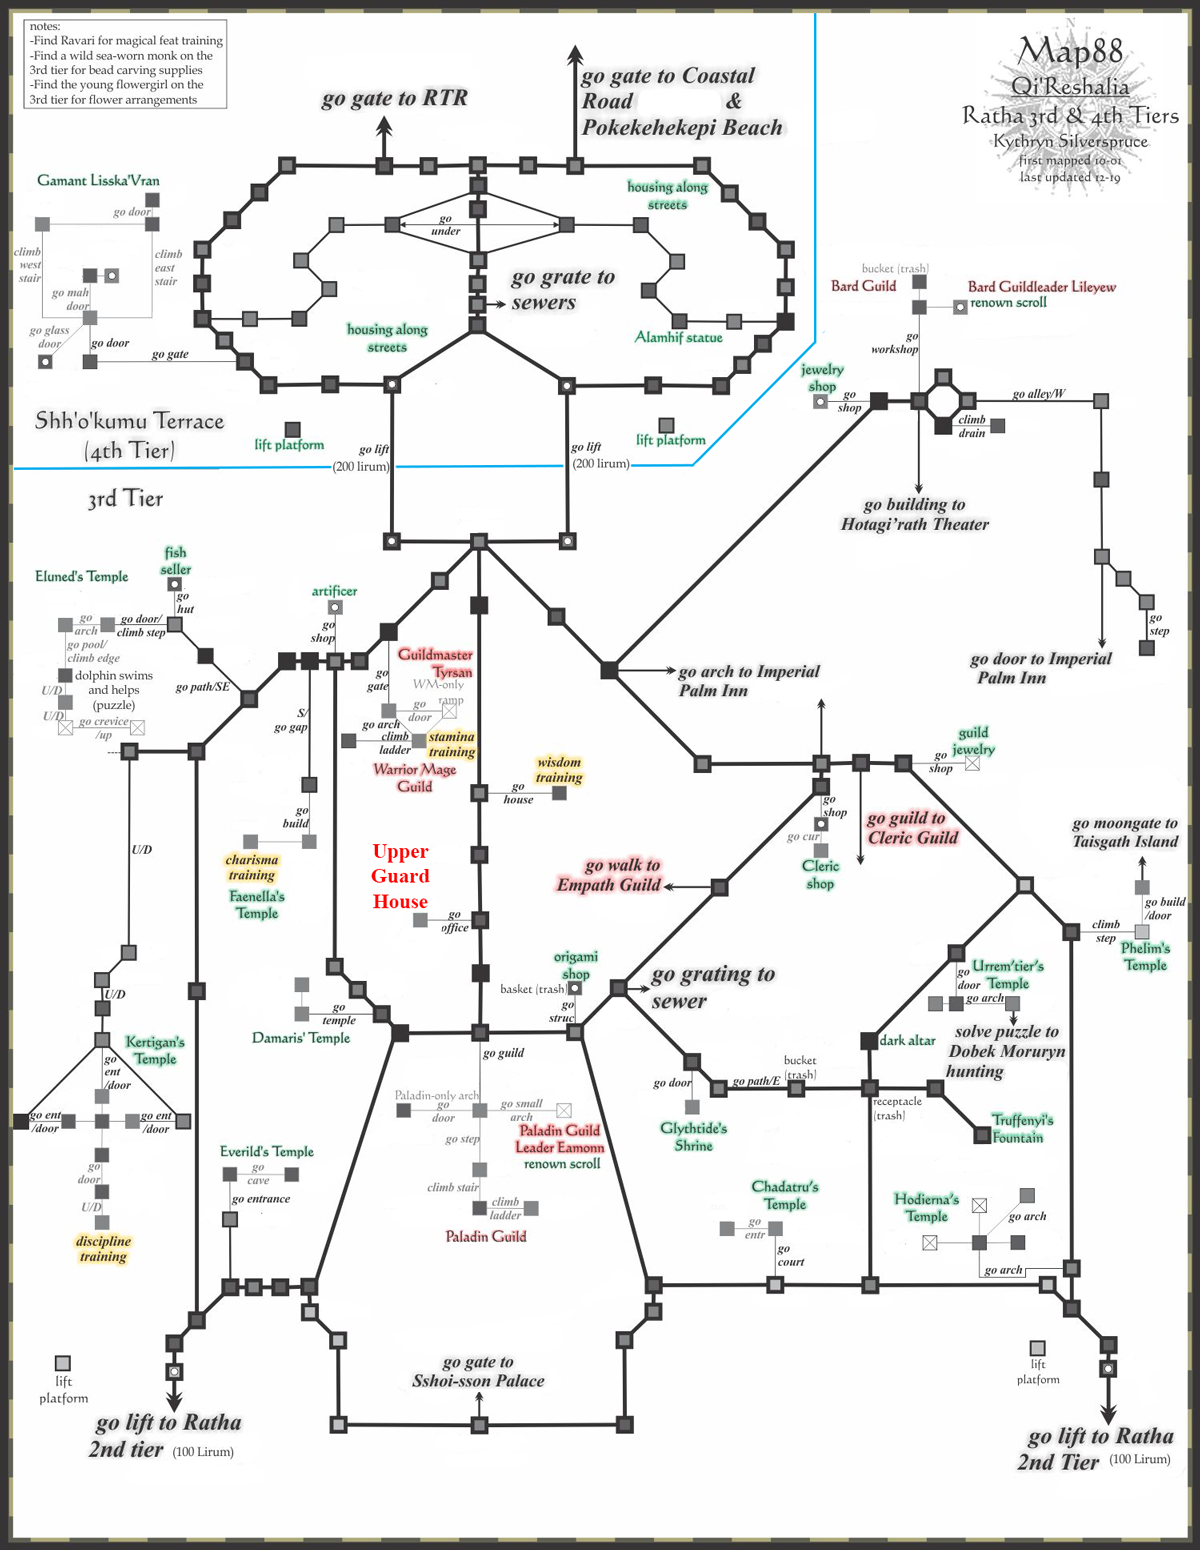 notes:
-Find Ravari for magical feat training
-Find a wild sea-worn monk on the
3rd tier for bead carving supplies
-Find the young flowergirl on the
3rd tier for flower arrangements
Map88
Qi'Reshalia
Ratha 3rd & 4th Tiers
Kythryn Silverspruce
first mapped 10-01
last updated 12-19
N
go gate to RTR
go gate to Coastal
Road &
Pokekehekepi Beach
Gamant Lisska'Vran
go door
climb
west
stair
climb
east
stair
go mah
door
go glass
door
go door
go gate
housing along
streets
go
under
go grate to
sewers
housing along
streets
Alamhif statue
Shh'o'kumu Terrace
(4th Tier)
lift platform
lift platform
go lift
(200 lirum)
go lift
(200 lirum)
3rd Tier
bucket (trash)
Bard Guild
Bard Guildleader Lileyew
renown scroll
go
workshop
jewelry
shop
go
shop
go alley/W
climb
drain
go building to
Hotagi'rath Theater
go
step
go door to Imperial
Palm Inn
go arch to Imperial
Palm Inn
Eluned's Temple
fish
seller
go
hut
go
arch
go door/
climb step
go pool/
climb edge
dolphin swims
and helps
(puzzle)
U/D
U/D
go crevice
/up
go path/SE
artificer
go
shop
S/
go gap
go
build
charisma
training
Faenella's
Temple
Guildmaster
Tyrsan
WM-only
ramp
go
gate
go
door
go arch
climb
ladder
stamina
training
Warrior Mage
Guild
go
house
wisdom
training
Upper
Guard
House
go
office
guild
jewelry
go
shop
go
shop
go cur
Cleric
shop
go guild to
Cleric Guild
go walk to
Empath Guild
go moongate to
Taisgath Island
go build
/door
climb
step
Phelim's
Temple
U/D
U/D
Kertigan's
Temple
go
ent
/door
go ent
/door
go ent
/door
go
door
U/D
discipline
training
go
temple
Damaris' Temple
origami
shop
basket (trash)
go
struc
go grating to
sewer
Urrem'tier's
Temple
go
door
go arch
solve puzzle to
Dobek Moruryn
hunting
dark altar
bucket
(trash)
go path/E
receptacle
(trash)
go door
Glythtide's
Shrine
Truffenyi's
Fountain
go guild
Paladin-only arch
go
door
go small
arch
go step
Paladin Guild
Leader Eamonn
renown scroll
climb stair
climb
ladder
Paladin Guild
Everild's Temple
go
cave
go entrance
Chadatru's
Temple
go
entr
go
court
Hodierna's
Temple
go arch
go arch
lift
platform
go gate to
Sshoi-sson Palace
lift
platform
go lift to Ratha
2nd tier (100 Lirum)
go lift to Ratha
2nd Tier (100 Lirum)